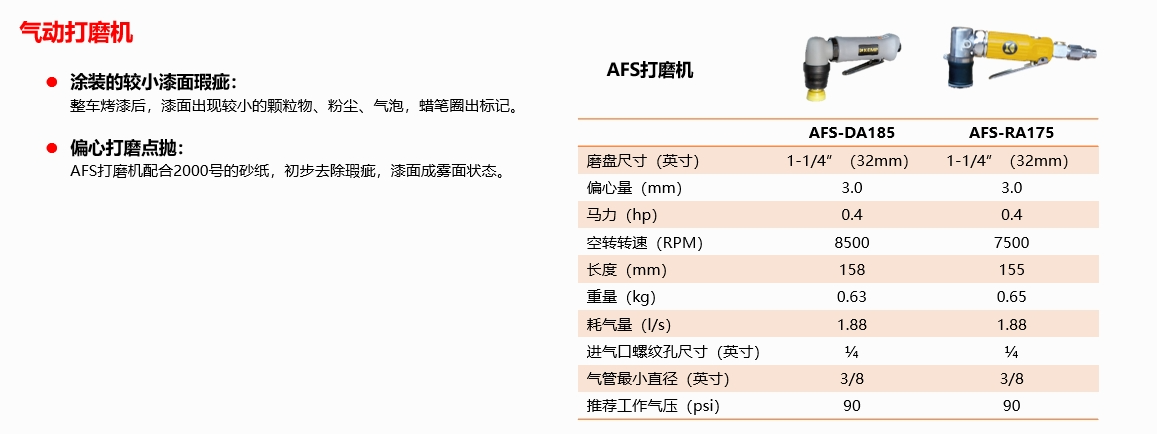 气动打磨机
涂装的较小漆面瑕疵：
整车烤漆后，漆面出现较小的颗粒物、粉尘、气泡，蜡笔圈出标记。
偏心打磨点抛：
AFS打磨机配合2000号的砂纸，初步去除瑕疵，漆面成雾面状态。
AFS打磨机
AFS-DA185 AFS-RA175
磨盘尺寸（英寸） 1-1/4” （32mm） 1-1/4” （32mm）
偏心量（mm） 3.0 3.0
马力（hp） 0.4 0.4
空转转速（RPM） 8500 7500
长度（mm） 158 155
重量（kg） 0.63 0.65
耗气量（l/s） 1.88 1.88
进气口螺纹孔尺寸（英寸） ¼ ¼
气管最小直径（英寸） 3/8 3/8
推荐工作气压（psi） 90 90